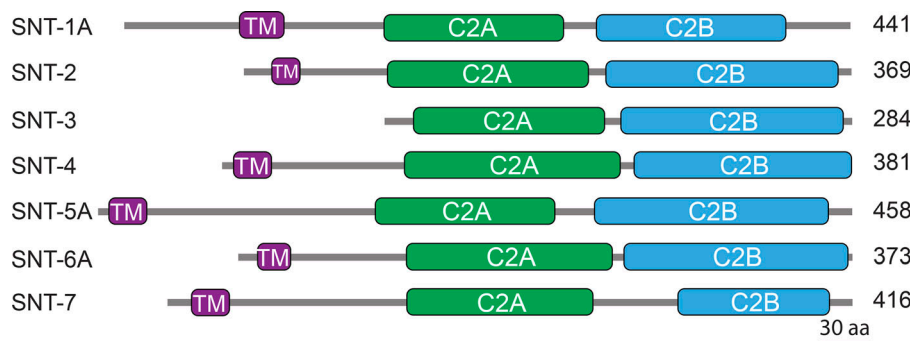 SNT-1A TM C2A C2B 441
SNT-2 TM C2A C2B 369
SNT-3 C2A C2B 284
SNT-4 TM C2A C2B 381
SNT-5A TM C2A C2B 458
SNT-6A TM C2A C2B 373
SNT-7 TM C2A C2B 416
30 aa